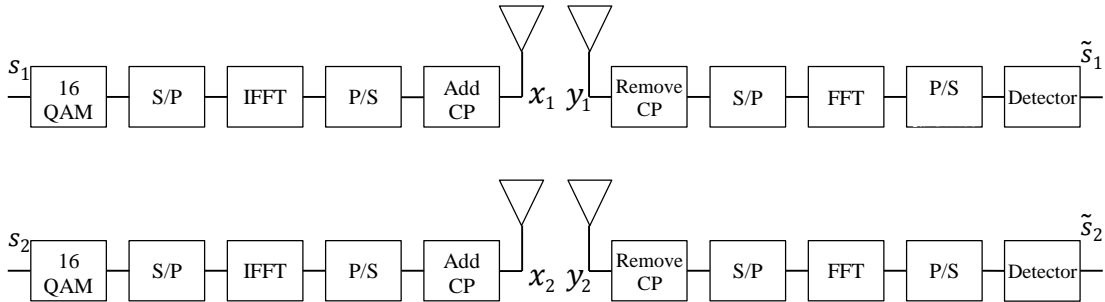 s₁
16
QAM
S/P
IFFT
P/S
Add
CP
x₁
y₁
Remove
CP
S/P
FFT
P/S
Detector
s̃₁
s₂
16
QAM
S/P
IFFT
P/S
Add
CP
x₂
y₂
Remove
CP
S/P
FFT
P/S
Detector
s̃₂